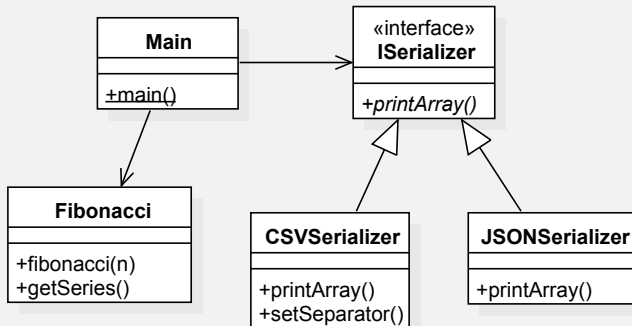 Main
+main()
«interface»
ISerializer
+printArray()
Fibonacci
+fibonacci(n)
+getSeries()
CSVSerializer
+printArray()
+setSeparator()
JSONSerializer
+printArray()